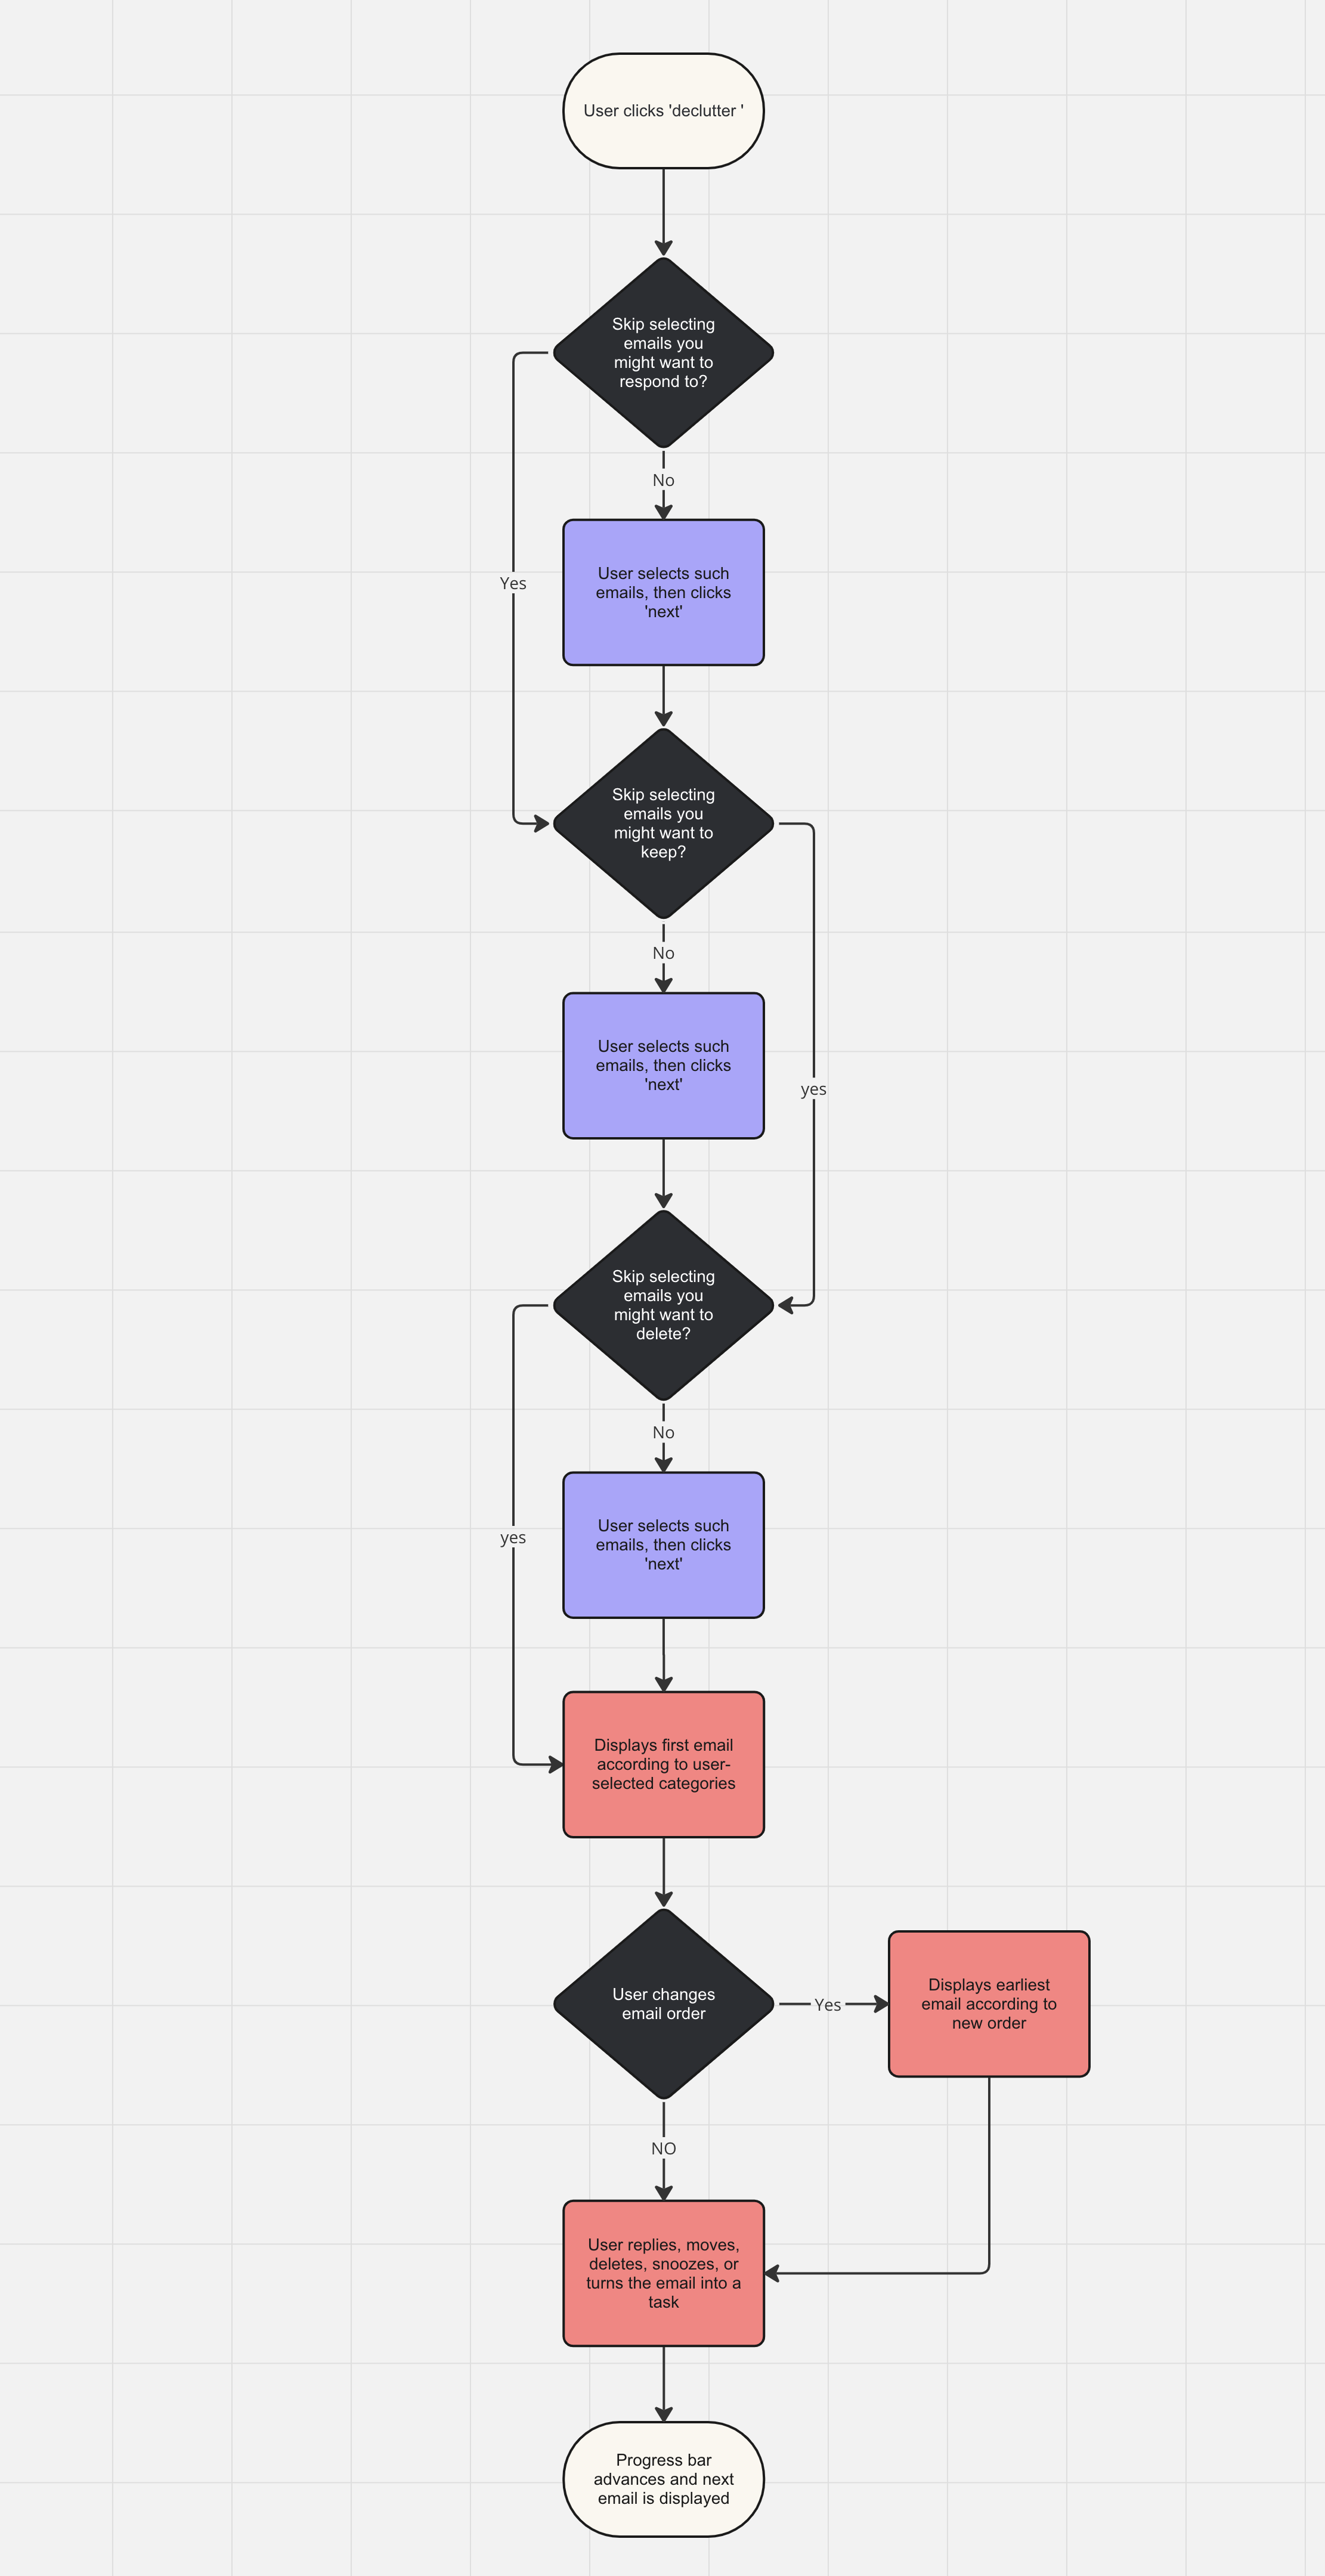 User clicks 'declutter '
Skip selecting
emails you
might want to
respond to?
No
Yes
User selects such
emails, then clicks
'next'
Skip selecting
emails you
might want to
keep?
No
yes
User selects such
emails, then clicks
'next'
Skip selecting
emails you
might want to
delete?
No
yes
User selects such
emails, then clicks
'next'
Displays first email
according to user-
selected categories
User changes
email order
Yes
Displays earliest
email according to
new order
NO
User replies, moves,
deletes, snoozes, or
turns the email into a
task
Progress bar
advances and next
email is displayed